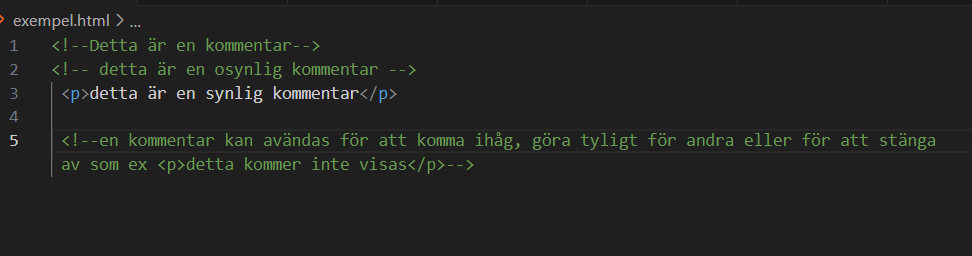 exempel.html > ...
1 <!--Detta är en kommentar-->
2 <!-- detta är en osynlig kommentar -->
3 <p>detta är en synlig kommentar</p>
4
5 <!--en kommentar kan avändas för att komma ihåg, göra tyligt för andra eller för att stänga
av som ex <p>detta kommer inte visas</p>-->